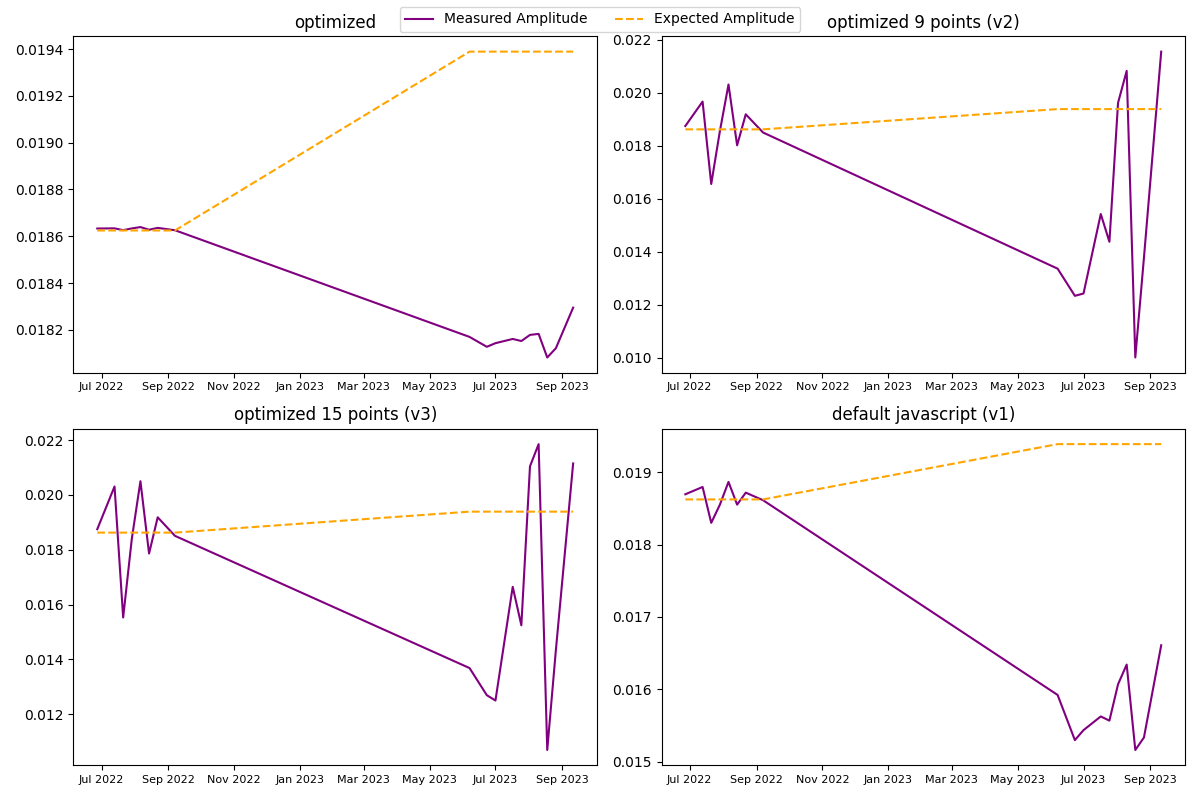 Measured Amplitude
Expected Amplitude
optimized
0.0194
0.0192
0.0190
0.0188
0.0186
0.0184
0.0182
Jul 2022 Sep 2022 Nov 2022 Jan 2023 Mar 2023 May 2023 Jul 2023 Sep 2023
optimized 9 points (v2)
0.022
0.020
0.018
0.016
0.014
0.012
0.010
Jul 2022 Sep 2022 Nov 2022 Jan 2023 Mar 2023 May 2023 Jul 2023 Sep 2023
optimized 15 points (v3)
0.022
0.020
0.018
0.016
0.014
0.012
Jul 2022 Sep 2022 Nov 2022 Jan 2023 Mar 2023 May 2023 Jul 2023 Sep 2023
default javascript (v1)
0.019
0.018
0.017
0.016
0.015
Jul 2022 Sep 2022 Nov 2022 Jan 2023 Mar 2023 May 2023 Jul 2023 Sep 2023